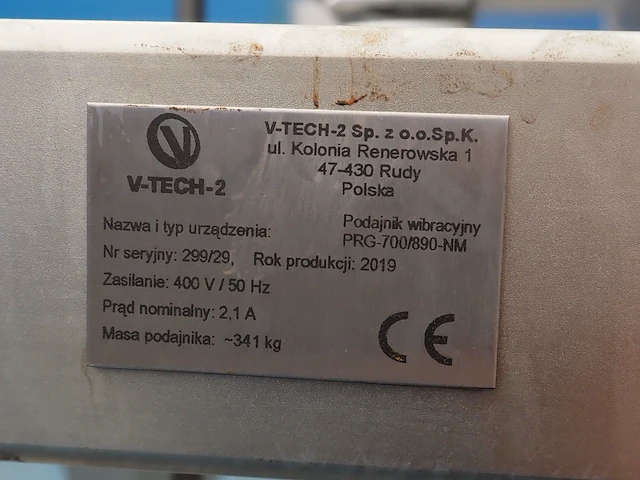 V
V-TECH-2
V-TECH-2 Sp. z o.o.Sp.K.
ul. Kolonia Renerowska 1
47-430 Rudy
Polska
Nazwa i typ urządzenia: Podajnik wibracyjny
PRG-700/890-NM
Nr seryjny: 299/29, Rok produkcji: 2019
Zasilanie: 400 V / 50 Hz
Prąd nominalny: 2,1 A
Masa podajnika: ~341 kg
CE